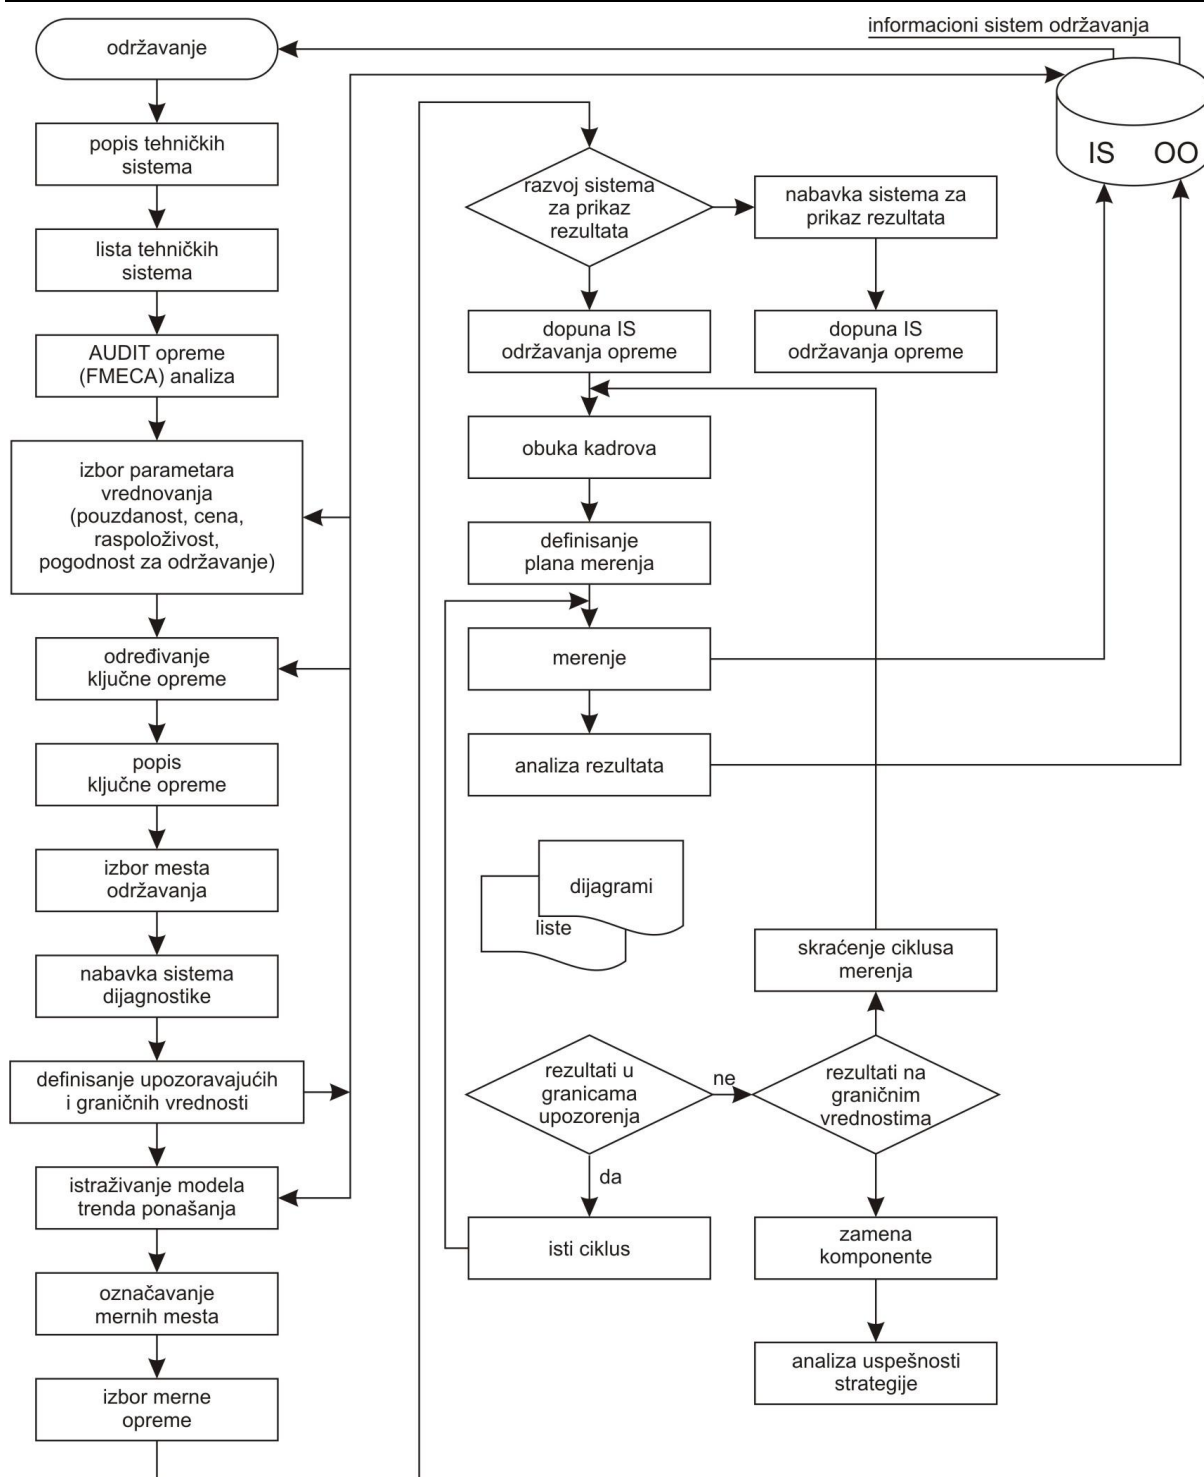 informacioni sistem održavanja
održavanje
popis tehničkih
sistema
lista tehničkih
sistema
AUDIT opreme
(FMECA) analiza
izbor parametara
vrednovanja
(pouzdanost, cena,
raspoloživost,
pogodnost za održavanje)
određivanje
ključne opreme
popis
ključne opreme
izbor mesta
održavanja
nabavka sistema
dijagnostike
definisanje upozoravajućih
i graničnih vrednosti
istraživanje modela
trenda ponašanja
označavanje
mernih mesta
izbor merne
opreme
razvoj sistema
za prikaz
rezultata
nabavka sistema za
prikaz rezultata
dopuna IS
održavanja opreme
dopuna IS
održavanja opreme
obuka kadrova
definisanje
plana merenja
merenje
analiza rezultata
dijagrami
liste
skraćenje ciklusa
merenja
rezultati u
granicama
upozorenja
ne
rezultati na
graničnim
vrednostima
da
isti ciklus
zamena
komponente
analiza uspešnosti
strategije
IS OO